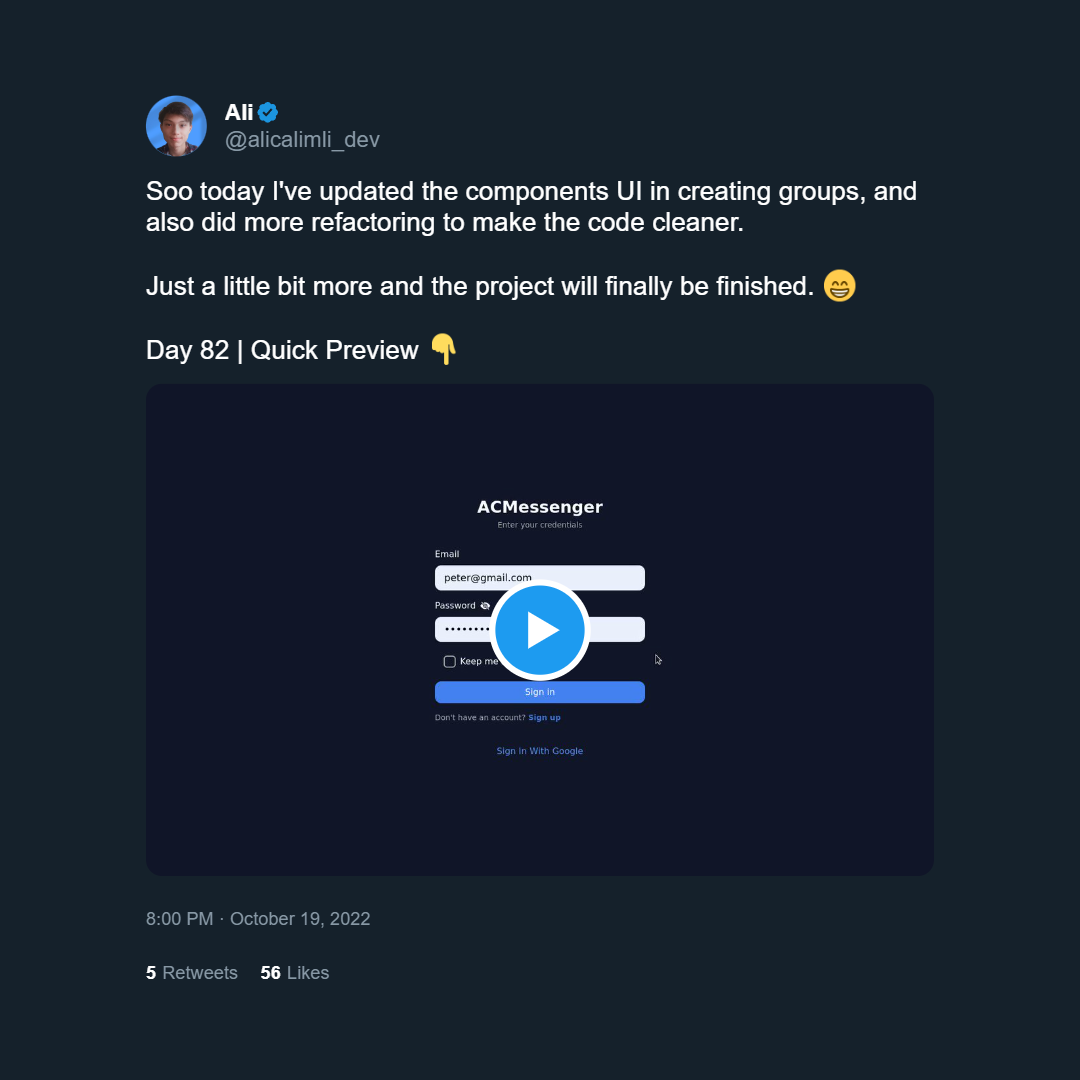 Ali
@alicalimli_dev
Soo today I've updated the components UI in creating groups, and
also did more refactoring to make the code cleaner.
Just a little bit more and the project will finally be finished. 😁
Day 82 | Quick Preview 👇
ACMessenger
Enter your credentials
Email
peter@gmail.com
Password
••••••••
Keep me
Sign in
Don't have an account? Sign up
Sign In With Google
8:00 PM · October 19, 2022
5 Retweets 56 Likes